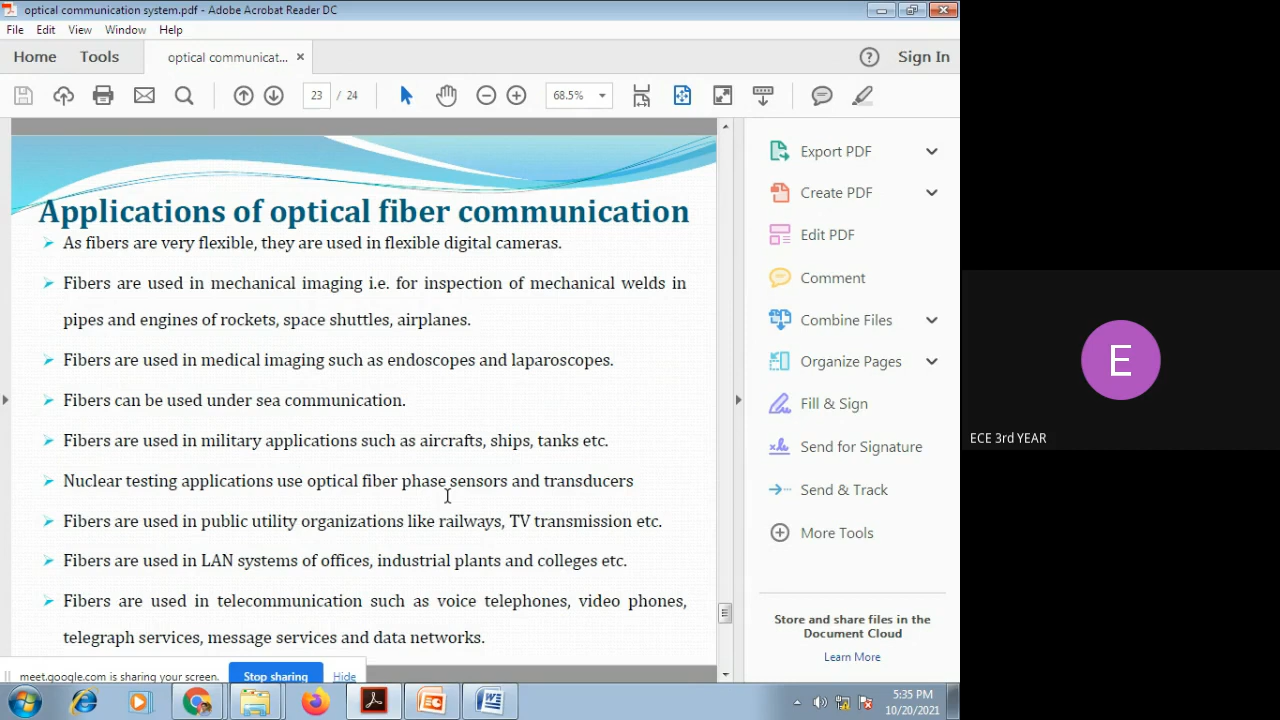 optical communication system.pdf - Adobe Acrobat Reader DC
File Edit View Window Help
Home Tools optical communicat... × Sign In
23 / 24 68.5%
Applications of optical fiber communication
As fibers are very flexible, they are used in flexible digital cameras.
Fibers are used in mechanical imaging i.e. for inspection of mechanical welds in
pipes and engines of rockets, space shuttles, airplanes.
Fibers are used in medical imaging such as endoscopes and laparoscopes.
Fibers can be used under sea communication.
Fibers are used in military applications such as aircrafts, ships, tanks etc.
Nuclear testing applications use optical fiber phase sensors and transducers
Fibers are used in public utility organizations like railways, TV transmission etc.
Fibers are used in LAN systems of offices, industrial plants and colleges etc.
Fibers are used in telecommunication such as voice telephones, video phones,
telegraph services, message services and data networks.
Export PDF
Create PDF
Edit PDF
Comment
Combine Files
Organize Pages
Fill & Sign
Send for Signature
Send & Track
More Tools
Store and share files in the
Document Cloud
Learn More
E
ECE 3rd YEAR
meet.google.com is sharing your screen. Stop sharing Hide
5:35 PM
10/20/2021